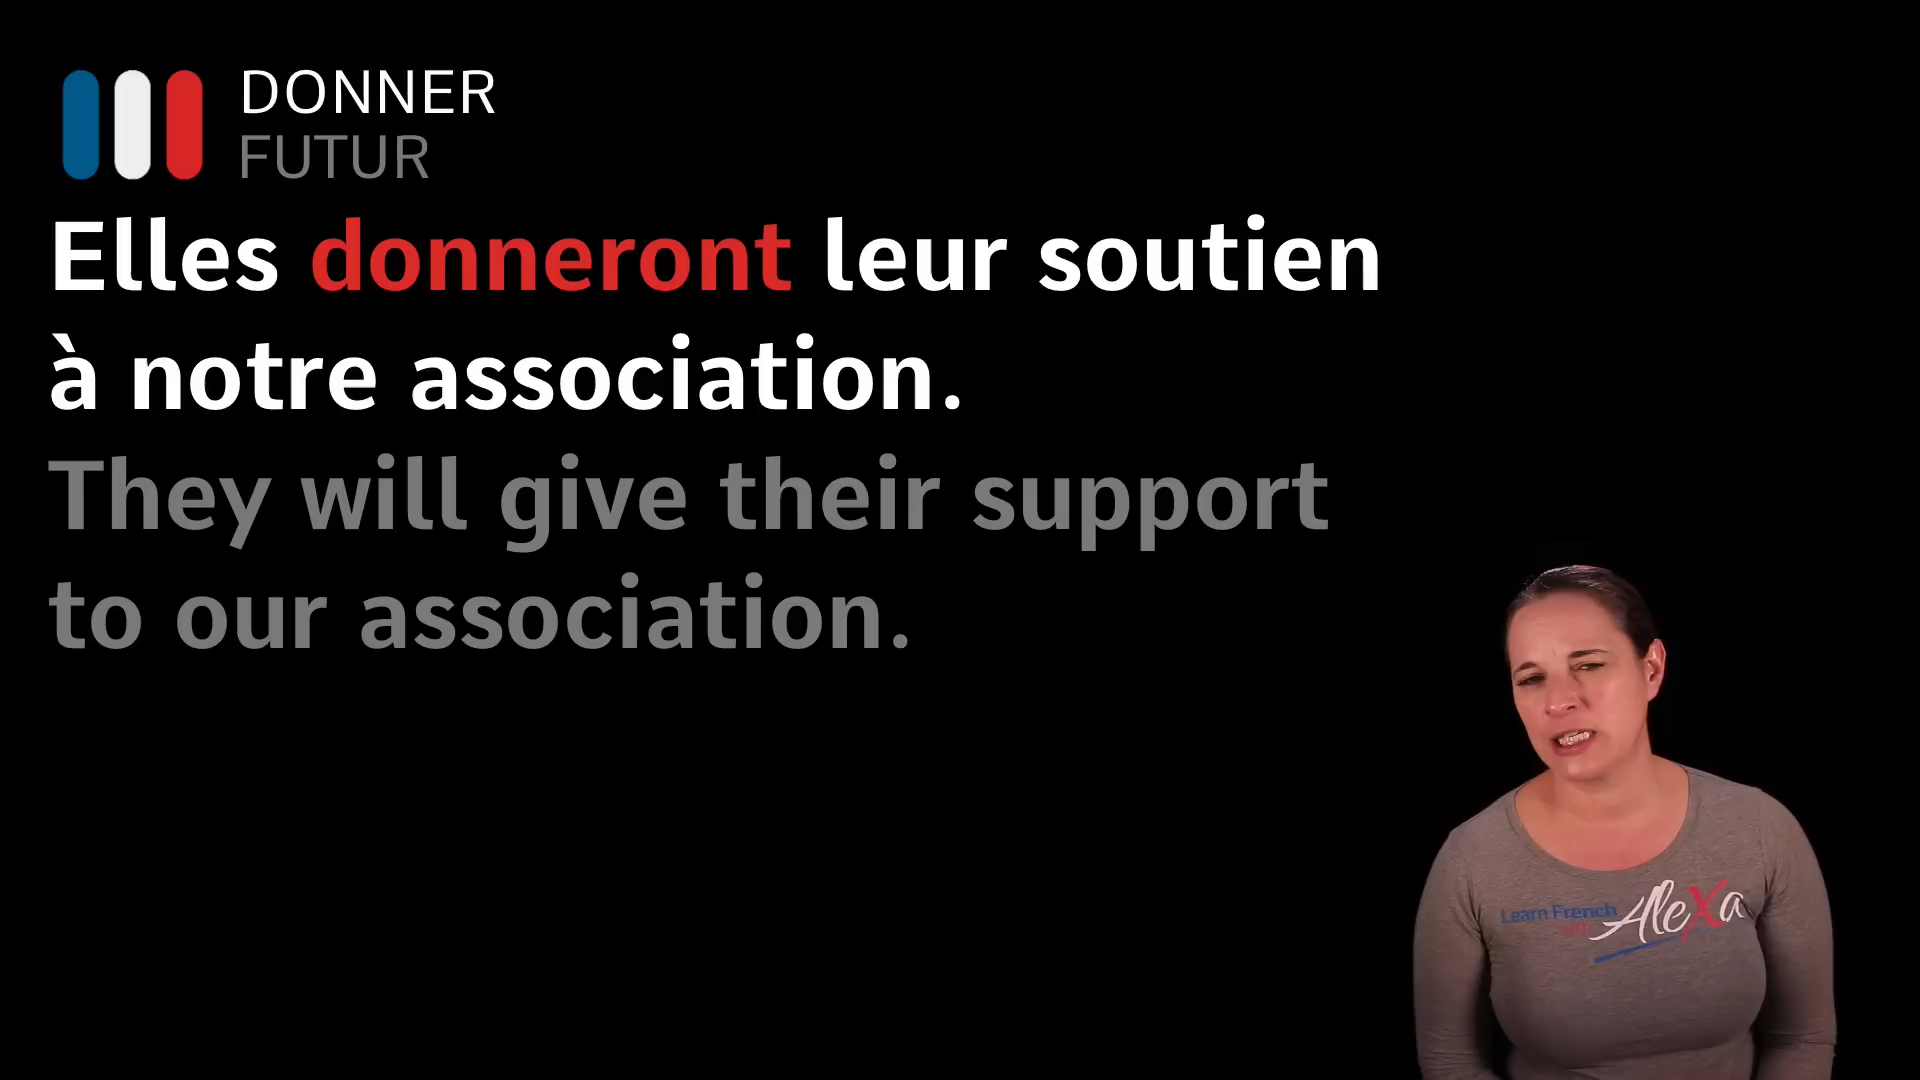 DONNER
FUTUR
Elles donneront leur soutien
à notre association.
They will give their support
to our association.
Learn French
with
AleXa